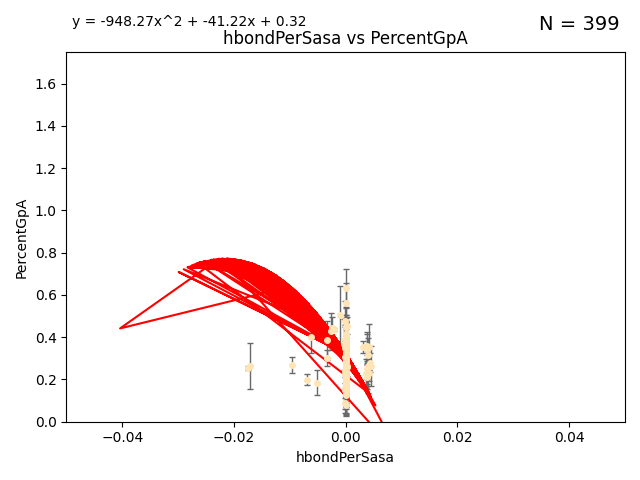 y = -948.27x^2 + -41.22x + 0.32
N = 399
hbondPerSasa vs PercentGpA
1.6
1.4
1.2
1.0
0.8
0.6
0.4
0.2
0.0
PercentGpA
−0.04 −0.02 0.00 0.02 0.04
hbondPerSasa